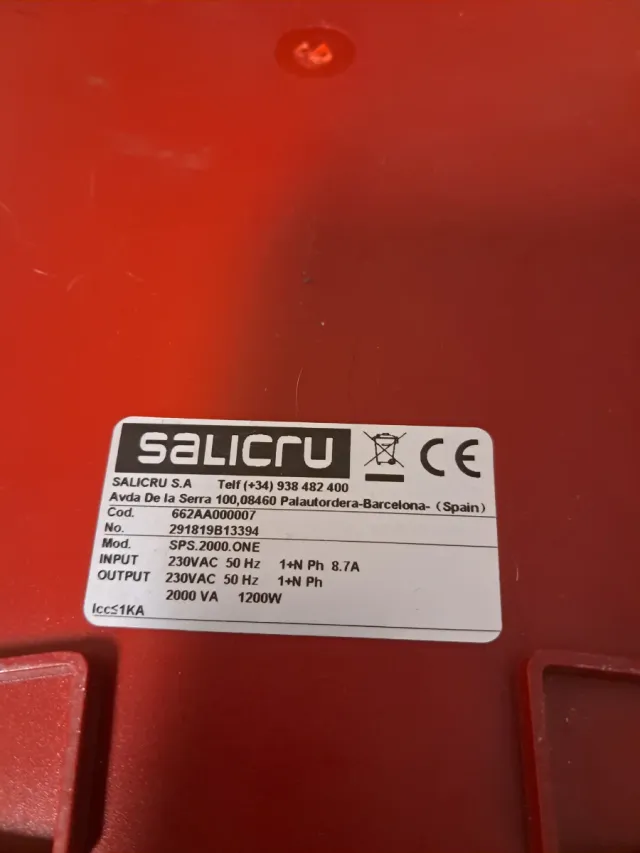 SALICRU
SALICRU S.A Telf (+34) 938 482 400
Avda De la Serra 100,08460 Palautordera-Barcelona- (Spain)
Cod. 662AA000007
No. 291819B13394
Mod. SPS.2000.ONE
INPUT 230VAC 50 Hz 1+N Ph 8.7A
OUTPUT 230VAC 50 Hz 1+N Ph
2000 VA 1200W
Icc≤1KA
CE